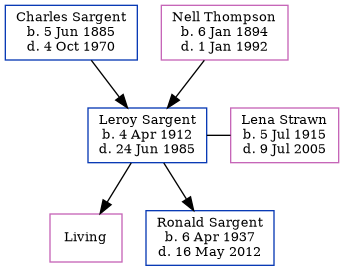 Charles Sargent
b. 5 Jun 1885
d. 4 Oct 1970
Nell Thompson
b. 6 Jan 1894
d. 1 Jan 1992
Leroy Sargent
b. 4 Apr 1912
d. 24 Jun 1985
Lena Strawn
b. 5 Jul 1915
d. 9 Jul 2005
Living
Ronald Sargent
b. 6 Apr 1937
d. 16 May 2012